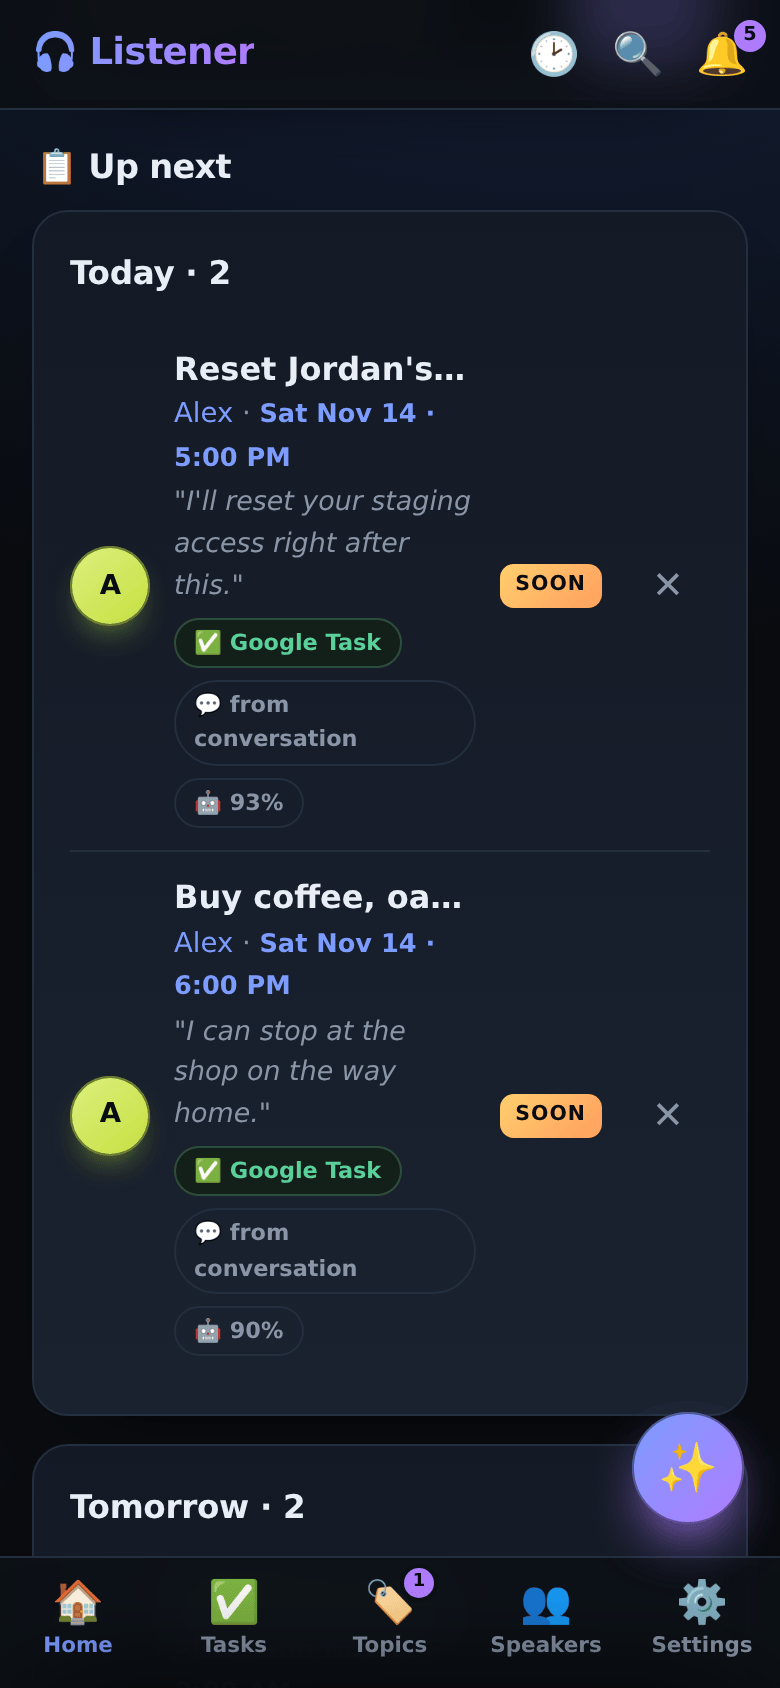 Listener
5
Up next
Today · 2
Reset Jordan's…
Alex · Sat Nov 14 ·
5:00 PM
"I'll reset your staging
access right after
this."
A
SOON
✕
Google Task
from
conversation
93%
Buy coffee, oa…
Alex · Sat Nov 14 ·
6:00 PM
"I can stop at the
shop on the way
home."
A
SOON
✕
Google Task
from
conversation
90%
Tomorrow · 2
1
Home
Tasks
Topics
Speakers
Settings